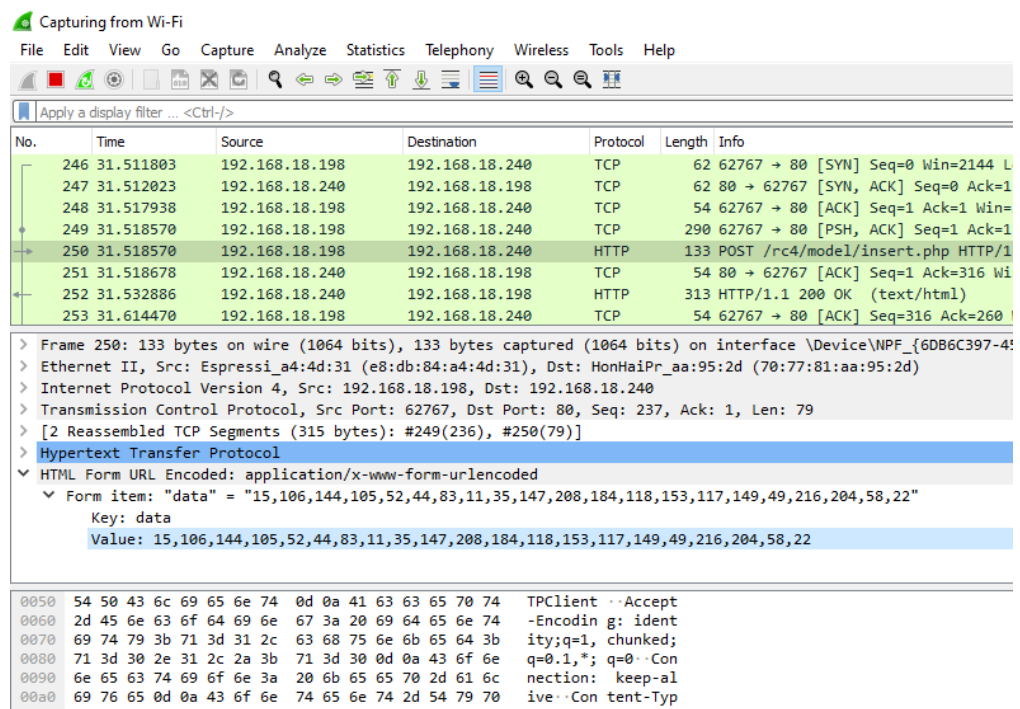 Capturing from Wi-Fi
File Edit View Go Capture Analyze Statistics Telephony Wireless Tools Help
Apply a display filter ... <Ctrl-/>
No. Time Source Destination Protocol Length Info
246 31.511803 192.168.18.198 192.168.18.240 TCP 62 62767 → 80 [SYN] Seq=0 Win=2144 L
247 31.512023 192.168.18.240 192.168.18.198 TCP 62 80 → 62767 [SYN, ACK] Seq=0 Ack=1
248 31.517938 192.168.18.198 192.168.18.240 TCP 54 62767 → 80 [ACK] Seq=1 Ack=1 Win=
249 31.518570 192.168.18.198 192.168.18.240 TCP 290 62767 → 80 [PSH, ACK] Seq=1 Ack=1
250 31.518570 192.168.18.198 192.168.18.240 HTTP 133 POST /rc4/model/insert.php HTTP/1
251 31.518678 192.168.18.240 192.168.18.198 TCP 54 80 → 62767 [ACK] Seq=1 Ack=316 Wi
252 31.532886 192.168.18.240 192.168.18.198 HTTP 313 HTTP/1.1 200 OK (text/html)
253 31.614470 192.168.18.198 192.168.18.240 TCP 54 62767 → 80 [ACK] Seq=316 Ack=260
Frame 250: 133 bytes on wire (1064 bits), 133 bytes captured (1064 bits) on interface \Device\NPF_{6DB6C397-45
Ethernet II, Src: Espressi_a4:4d:31 (e8:db:84:a4:4d:31), Dst: HonHaiPr_aa:95:2d (70:77:81:aa:95:2d)
Internet Protocol Version 4, Src: 192.168.18.198, Dst: 192.168.18.240
Transmission Control Protocol, Src Port: 62767, Dst Port: 80, Seq: 237, Ack: 1, Len: 79
[2 Reassembled TCP Segments (315 bytes): #249(236), #250(79)]
Hypertext Transfer Protocol
HTML Form URL Encoded: application/x-www-form-urlencoded
Form item: "data" = "15,106,144,105,52,44,83,11,35,147,208,184,118,153,117,149,49,216,204,58,22"
Key: data
Value: 15,106,144,105,52,44,83,11,35,147,208,184,118,153,117,149,49,216,204,58,22
0050 54 50 43 6c 69 65 6e 74 0d 0a 41 63 63 65 70 74 TPClient ··Accept
0060 2d 45 6e 63 6f 64 69 6e 67 3a 20 69 64 65 6e 74 -Encodin g: ident
0070 69 74 79 3b 71 3d 31 2c 63 68 75 6e 6b 65 64 3b ity;q=1, chunked;
0080 71 3d 30 2e 31 2c 2a 3b 71 3d 30 0d 0a 43 6f 6e q=0.1,*; q=0··Con
0090 6e 65 63 74 69 6f 6e 3a 20 6b 65 65 70 2d 61 6c nection: keep-al
00a0 69 76 65 0d 0a 43 6f 6e 74 65 6e 74 2d 54 79 70 ive··Con tent-Typ